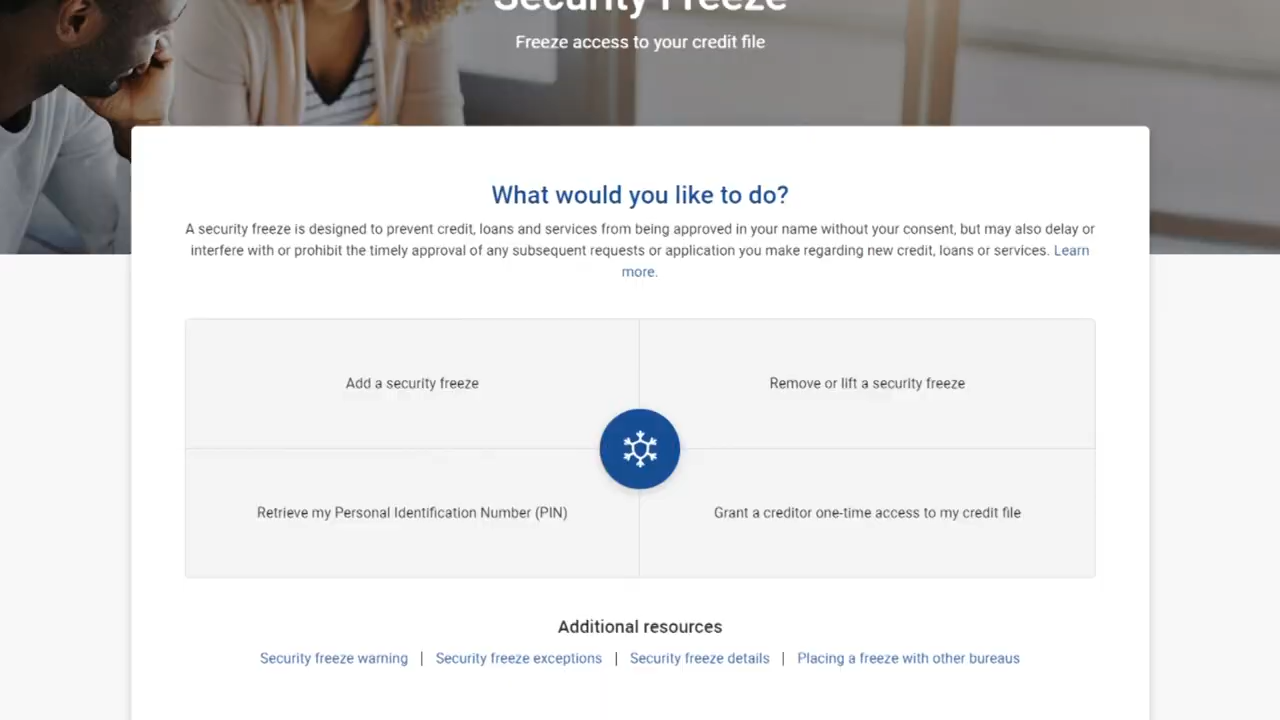 Security Freeze
Freeze access to your credit file
What would you like to do?
A security freeze is designed to prevent credit, loans and services from being approved in your name without your consent, but may also delay or
interfere with or prohibit the timely approval of any subsequent requests or application you make regarding new credit, loans or services. Learn
more.
Add a security freeze
Remove or lift a security freeze
Retrieve my Personal Identification Number (PIN)
Grant a creditor one-time access to my credit file
Additional resources
Security freeze warning | Security freeze exceptions | Security freeze details | Placing a freeze with other bureaus